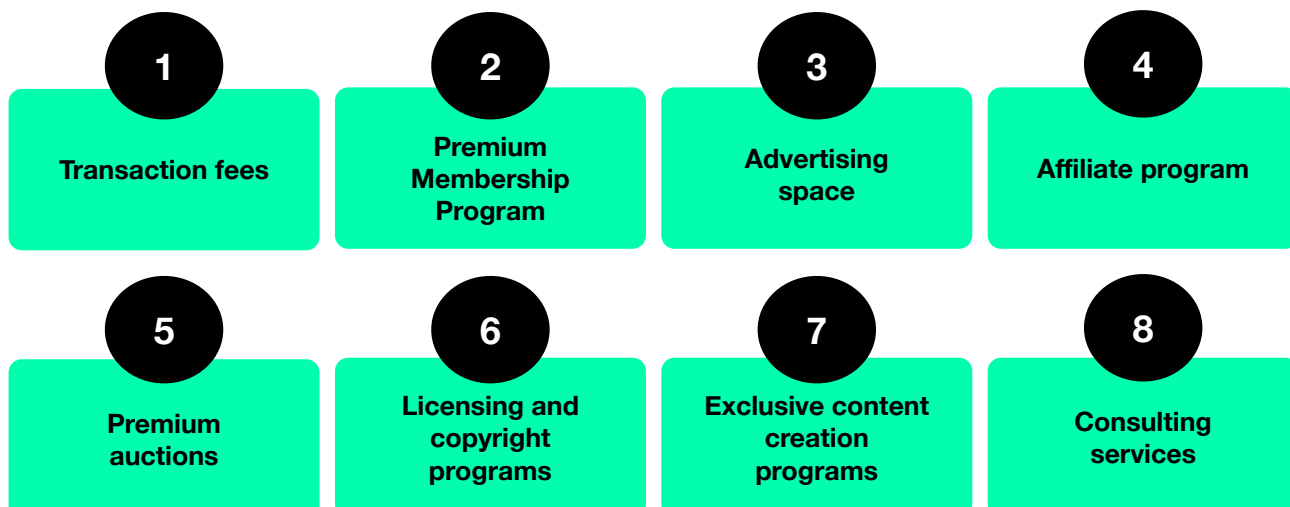 1
Transaction fees
2
Premium
Membership
Program
3
Advertising
space
4
Affiliate program
5
Premium
auctions
6
Licensing and
copyright
programs
7
Exclusive content
creation
programs
8
Consulting
services